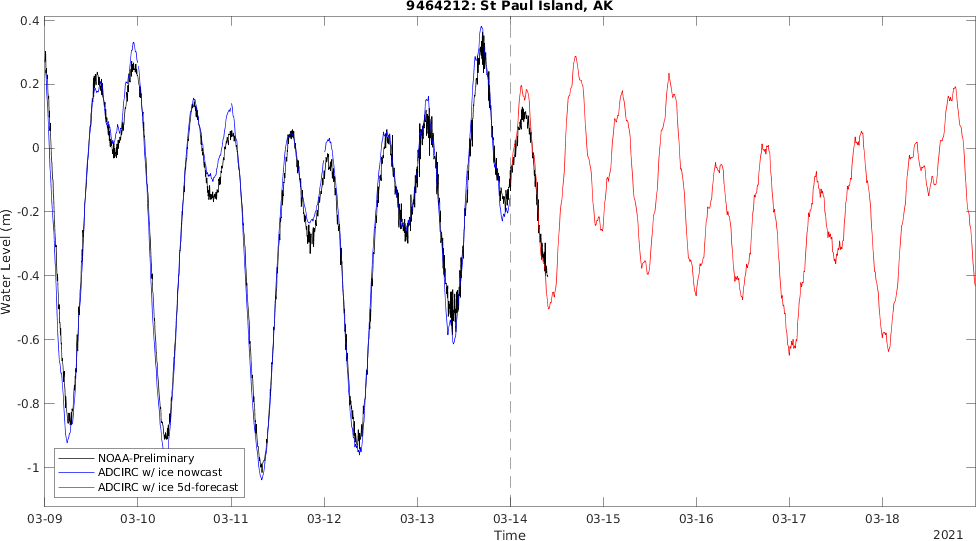 9464212: St Paul Island, AK
0.4
0.2
0
-0.2
-0.4
-0.6
-0.8
-1
Water Level (m)
NOAA-Preliminary
ADCIRC w/ ice nowcast
ADCIRC w/ ice 5d-forecast
03-09 03-10 03-11 03-12 03-13 03-14 03-15 03-16 03-17 03-18
Time
2021